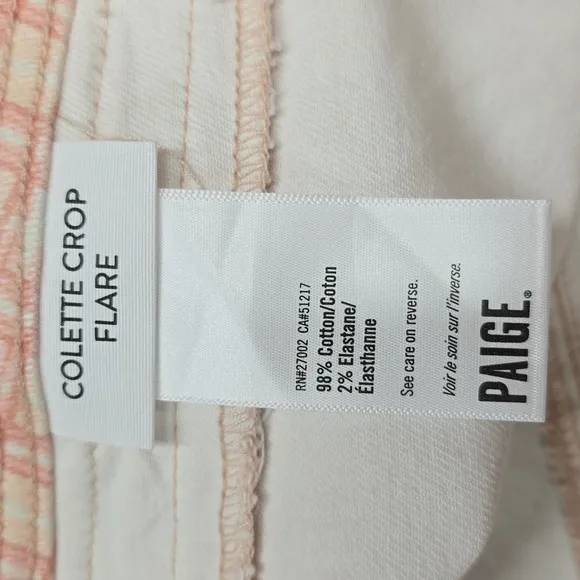 COLETTE CROP
FLARE
RN#27002 CA#51217
98% Cotton/Coton
2% Elastane/
Élasthanne
See care on reverse.
Voir le soin sur l'inverse.
PAIGE®